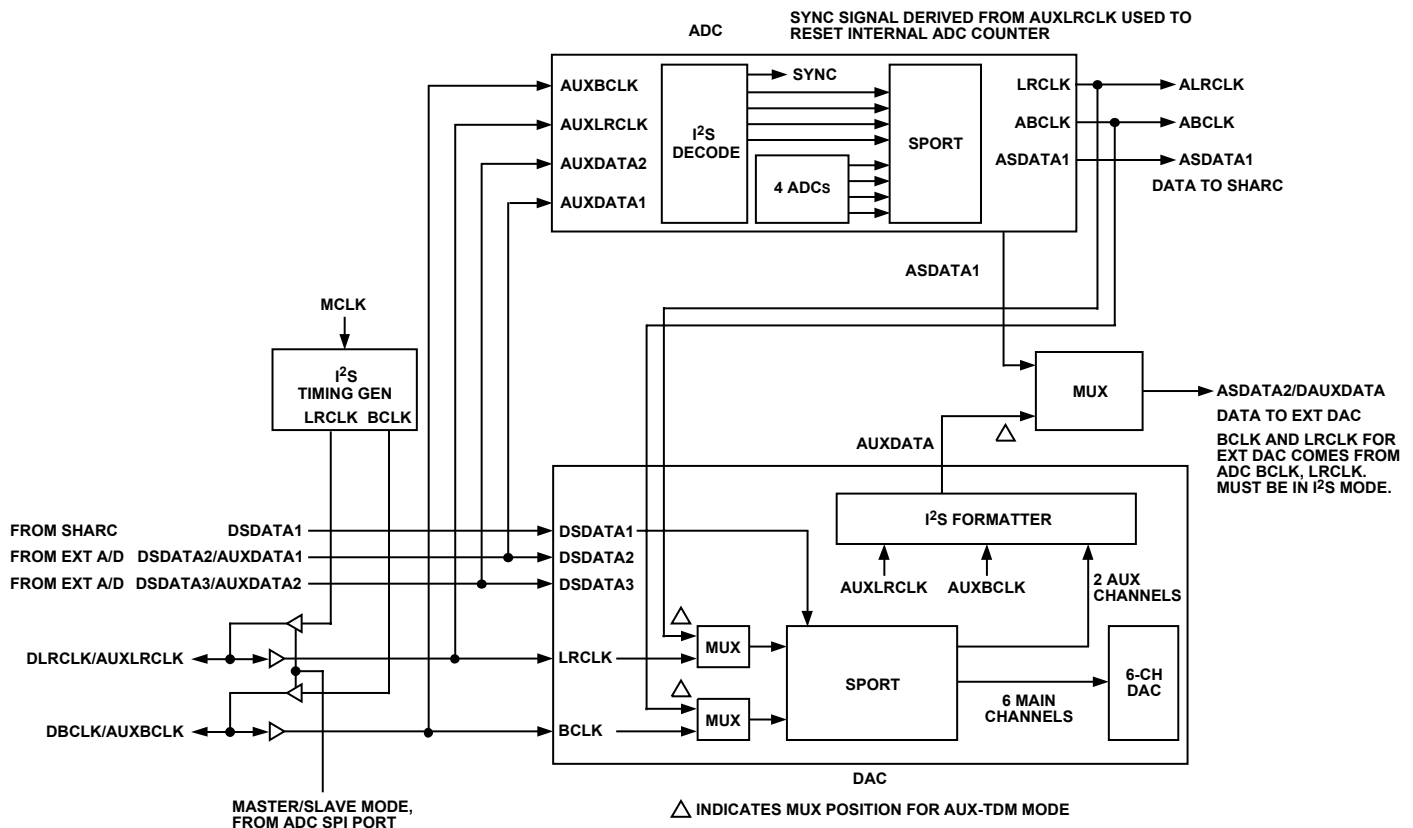 ADC
SYNC SIGNAL DERIVED FROM AUXLRCLK USED TO
RESET INTERNAL ADC COUNTER
AUXBCLK
AUXLRCLK
AUXDATA2
AUXDATA1
I2S
DECODE
SYNC
4 ADCs
SPORT
LRCLK
ABCLK
ASDATA1
ALRCLK
ABCLK
ASDATA1
DATA TO SHARC
ASDATA1
MCLK
I2S
TIMING GEN
LRCLK BCLK
MUX
ASDATA2/DAUXDATA
DATA TO EXT DAC
BCLK AND LRCLK FOR
EXT DAC COMES FROM
ADC BCLK, LRCLK.
MUST BE IN I2S MODE.
AUXDATA
I2S FORMATTER
FROM SHARC DSDATA1
FROM EXT A/D DSDATA2/AUXDATA1
FROM EXT A/D DSDATA3/AUXDATA2
DSDATA1
DSDATA2
DSDATA3
AUXLRCLK
AUXBCLK
2 AUX
CHANNELS
DLRCLK/AUXLRCLK
LRCLK
MUX
SPORT
6-CH
DAC
6 MAIN
CHANNELS
DBCLK/AUXBCLK
BCLK
MUX
DAC
MASTER/SLAVE MODE,
FROM ADC SPI PORT
△ INDICATES MUX POSITION FOR AUX-TDM MODE